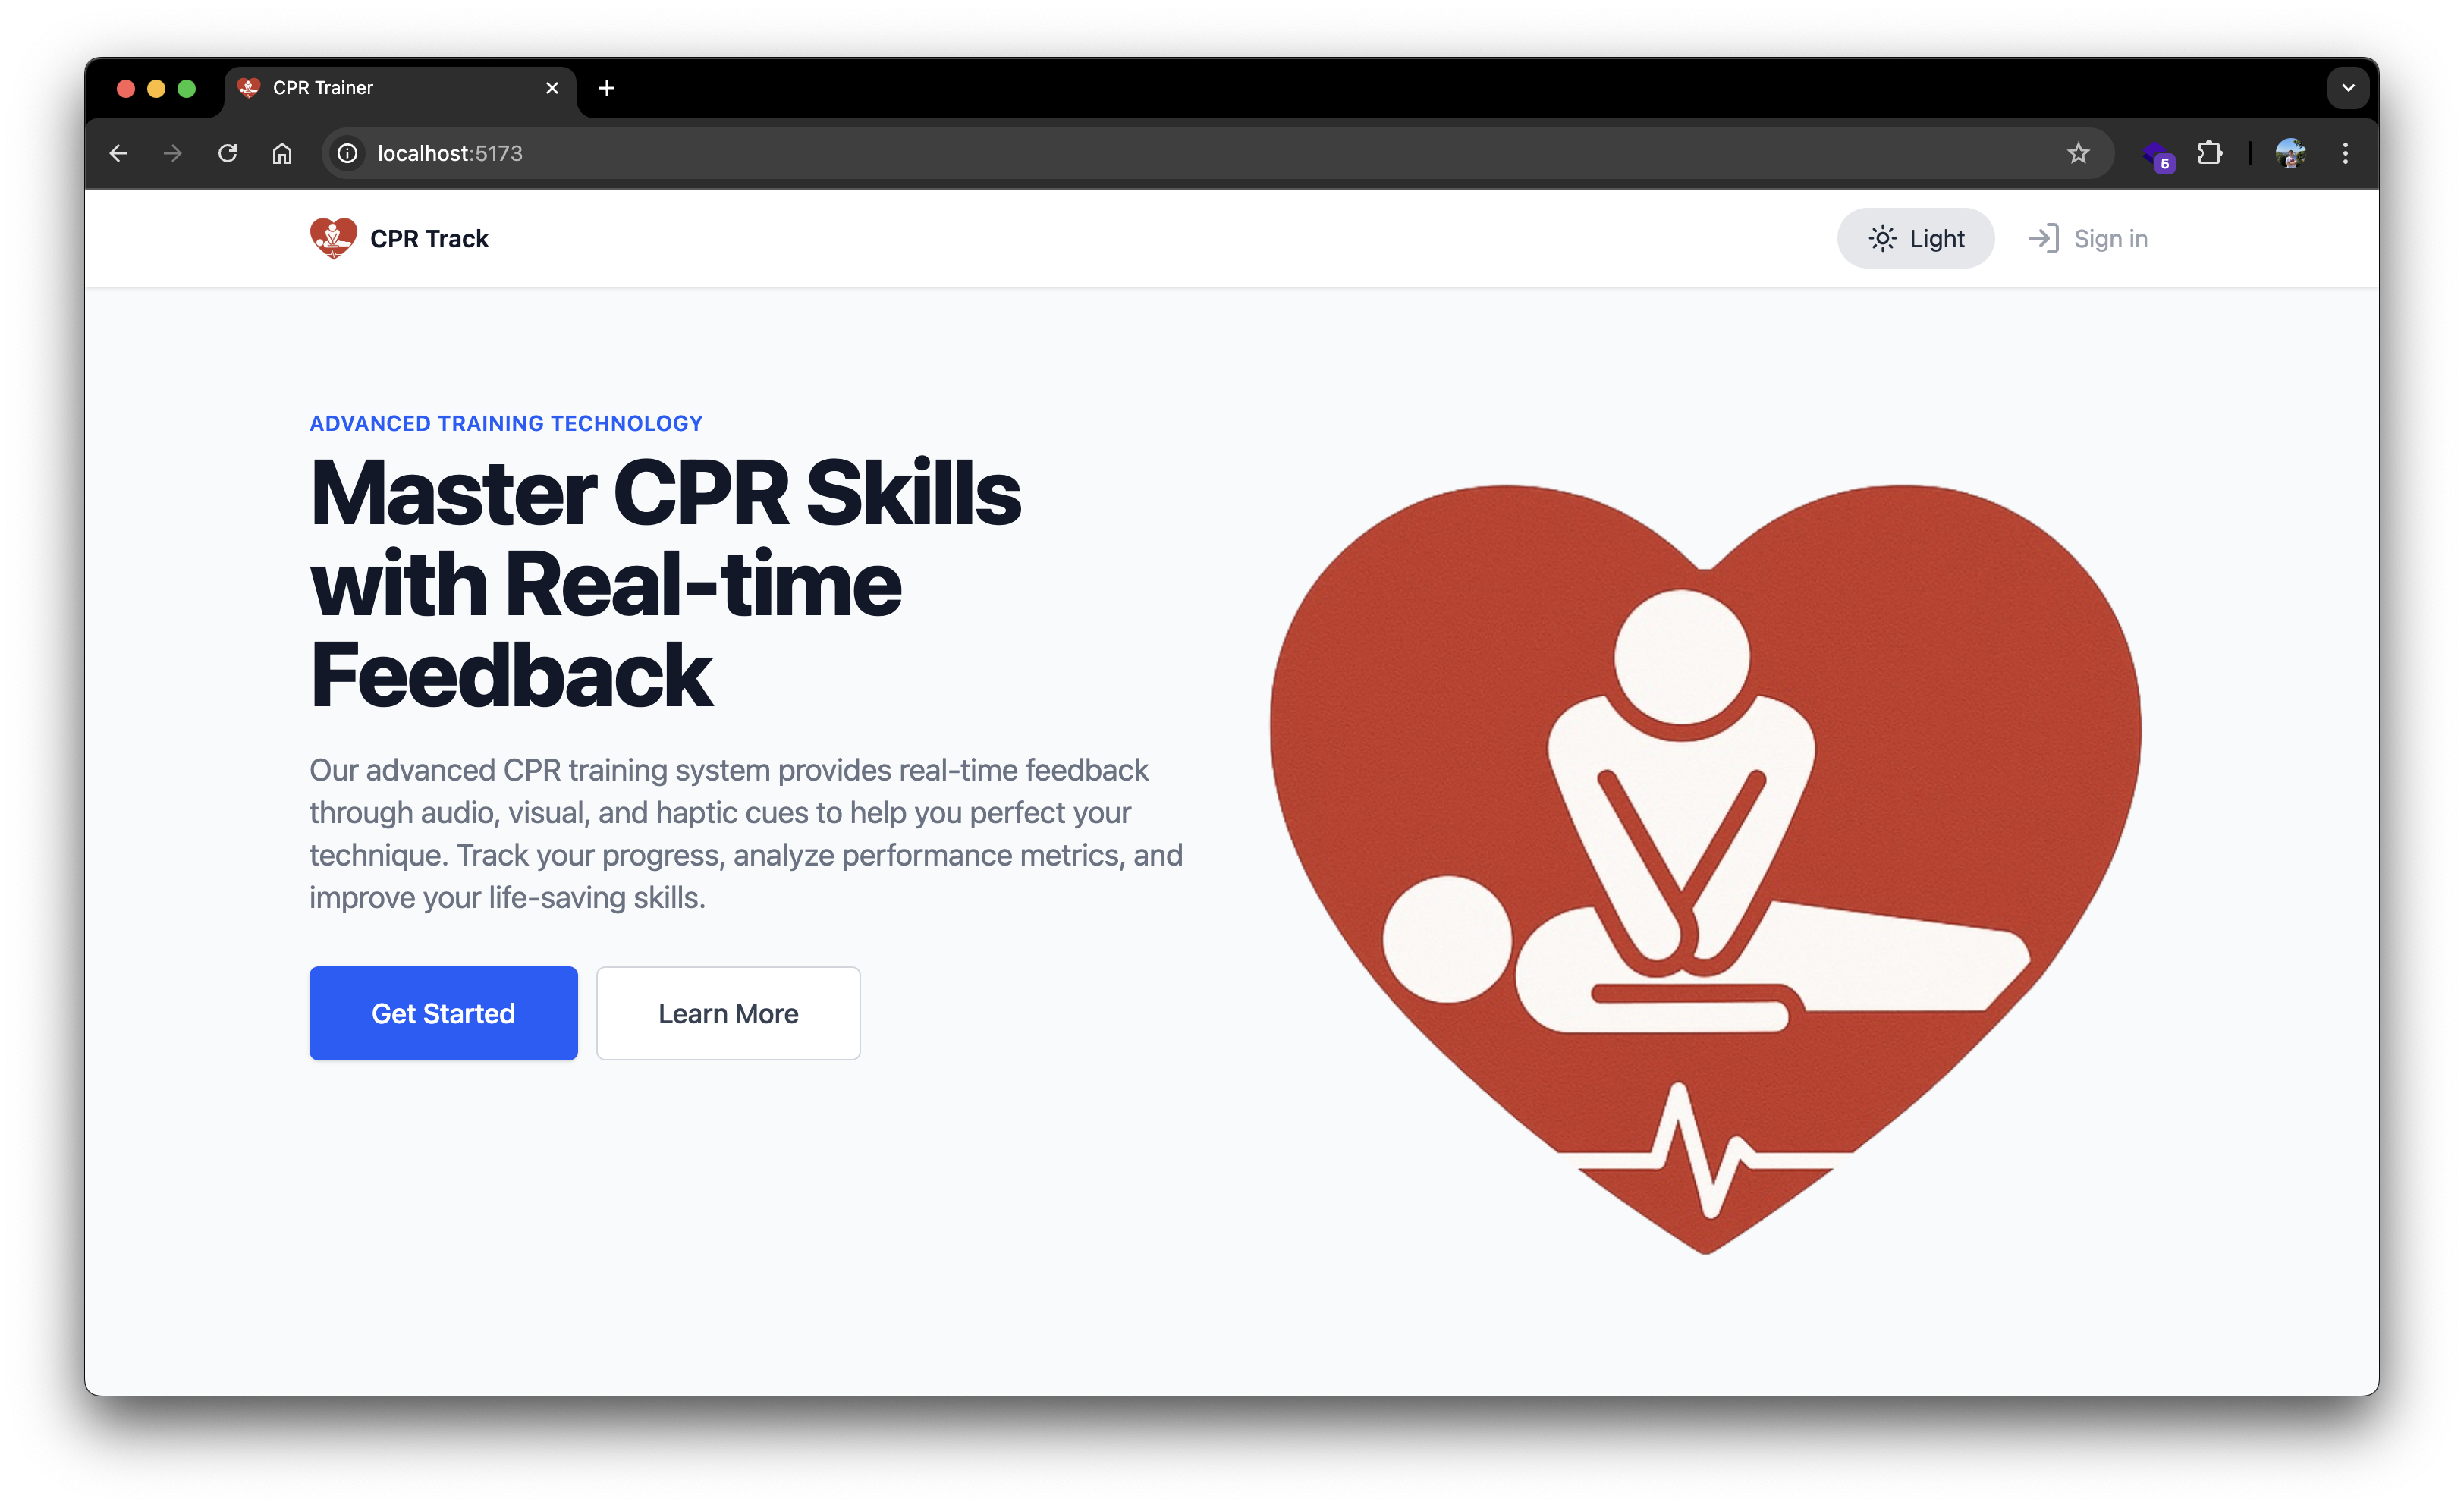 CPR Trainer
localhost:5173
5
CPR Track
Light
Sign in
ADVANCED TRAINING TECHNOLOGY
Master CPR Skills
with Real-time
Feedback
Our advanced CPR training system provides real-time feedback
through audio, visual, and haptic cues to help you perfect your
technique. Track your progress, analyze performance metrics, and
improve your life-saving skills.
Get Started
Learn More